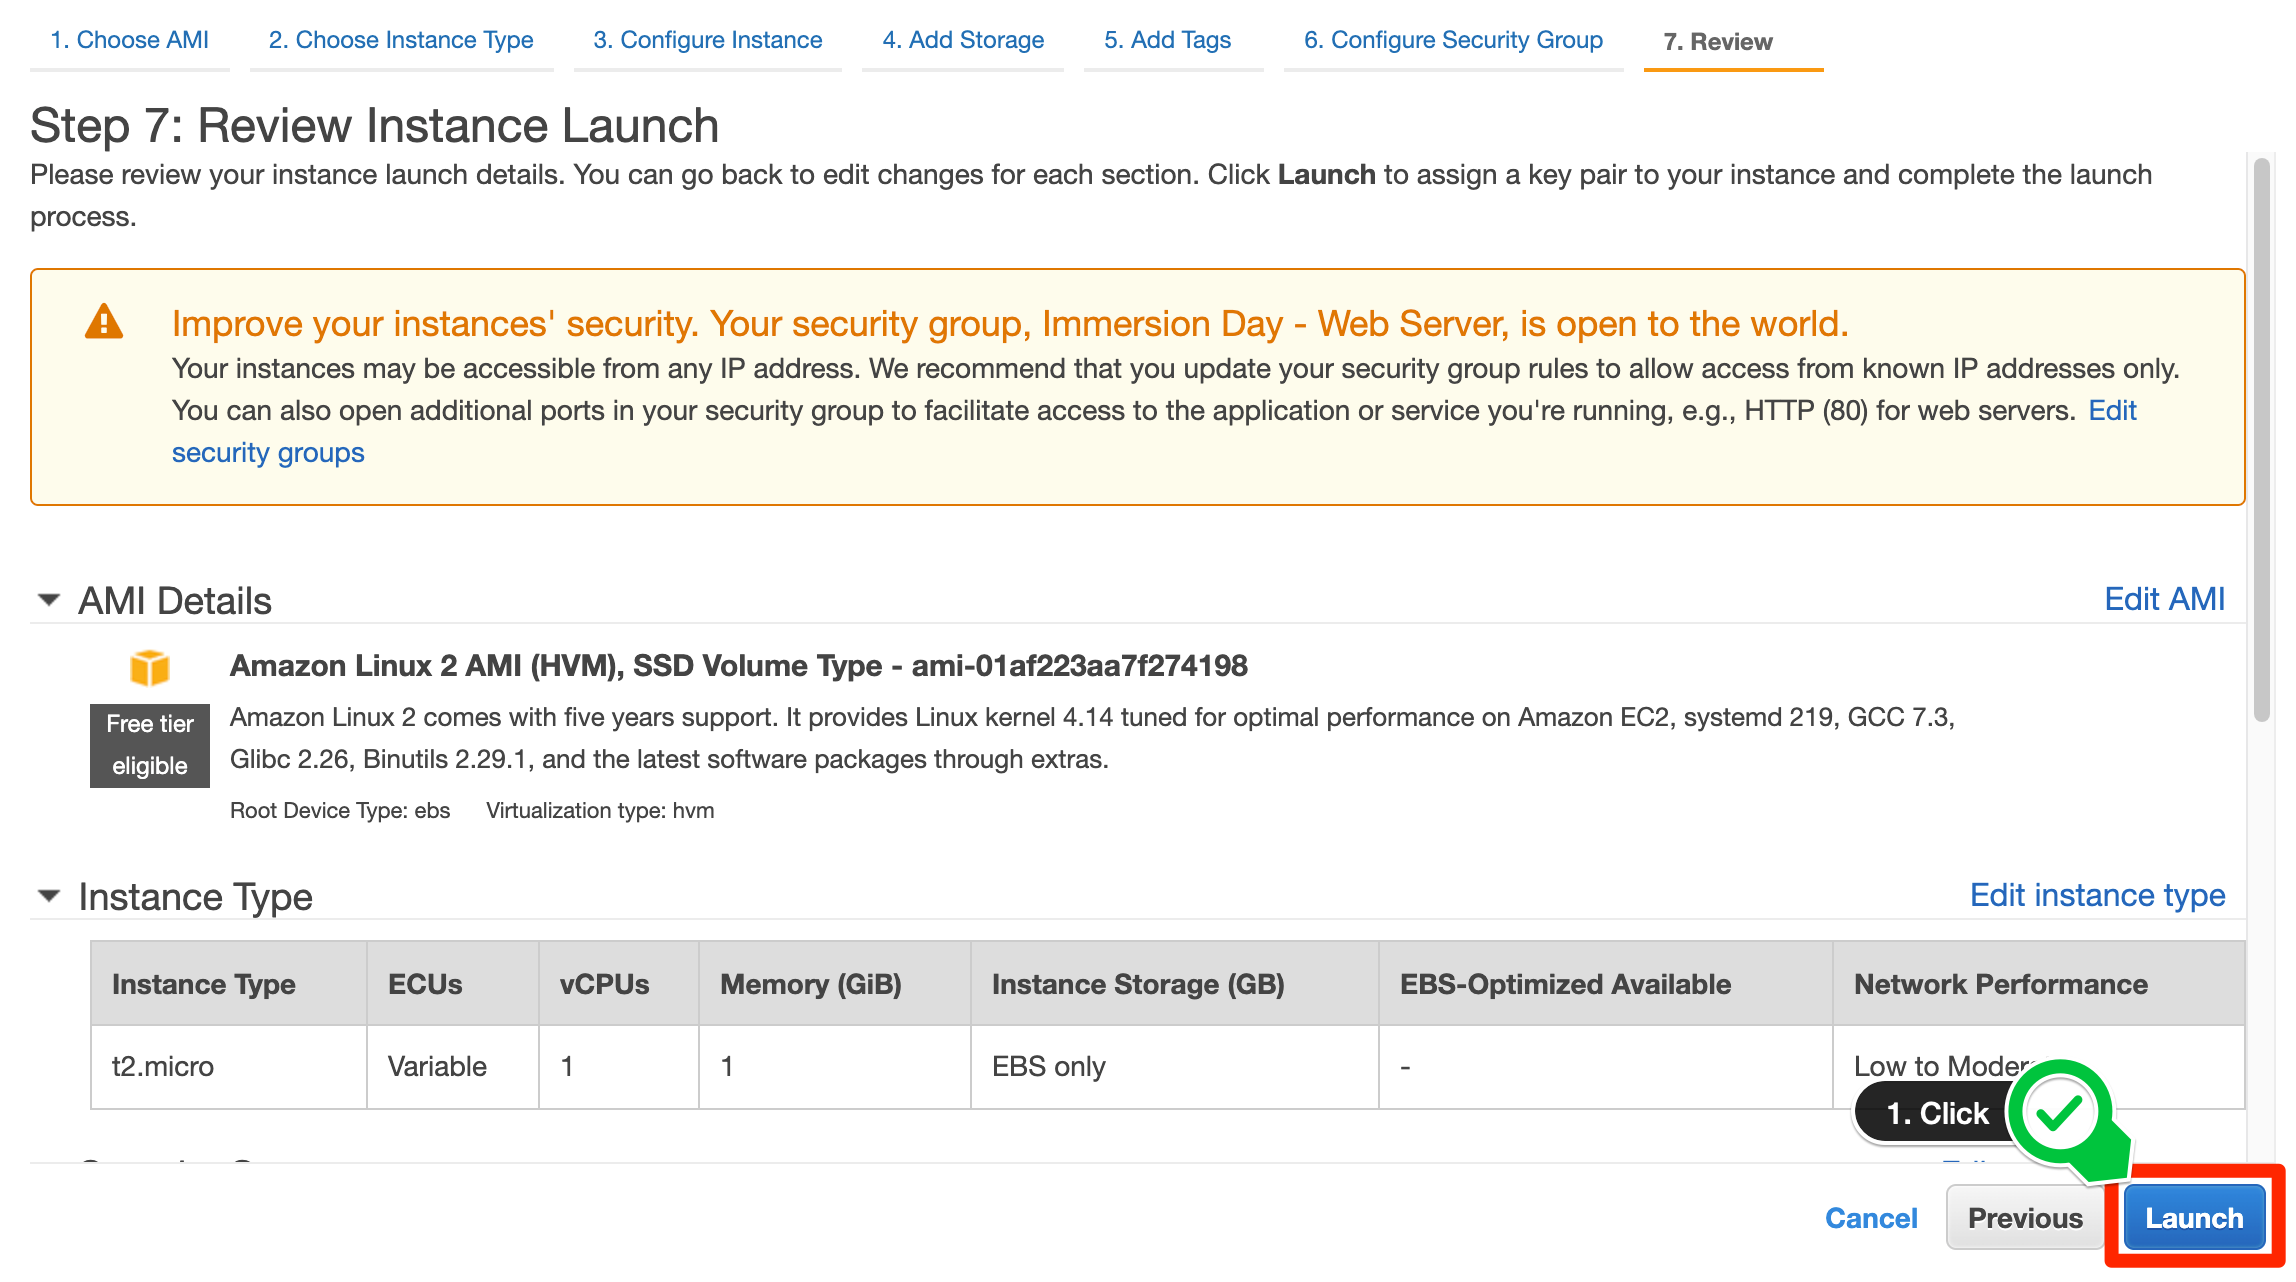 1. Choose AMI
2. Choose Instance Type
3. Configure Instance
4. Add Storage
5. Add Tags
6. Configure Security Group
7. Review
Step 7: Review Instance Launch
Please review your instance launch details. You can go back to edit changes for each section. Click Launch to assign a key pair to your instance and complete the launch
process.
Improve your instances' security. Your security group, Immersion Day - Web Server, is open to the world.
Your instances may be accessible from any IP address. We recommend that you update your security group rules to allow access from known IP addresses only.
You can also open additional ports in your security group to facilitate access to the application or service you're running, e.g., HTTP (80) for web servers. Edit
security groups
AMI Details
Edit AMI
Amazon Linux 2 AMI (HVM), SSD Volume Type - ami-01af223aa7f274198
Free tier
eligible
Amazon Linux 2 comes with five years support. It provides Linux kernel 4.14 tuned for optimal performance on Amazon EC2, systemd 219, GCC 7.3,
Glibc 2.26, Binutils 2.29.1, and the latest software packages through extras.
Root Device Type: ebs Virtualization type: hvm
Instance Type
Edit instance type
Instance Type ECUs vCPUs Memory (GiB) Instance Storage (GB) EBS-Optimized Available Network Performance
t2.micro Variable 1 1 EBS only - Low to
1. Click
Cancel
Previous
Launch